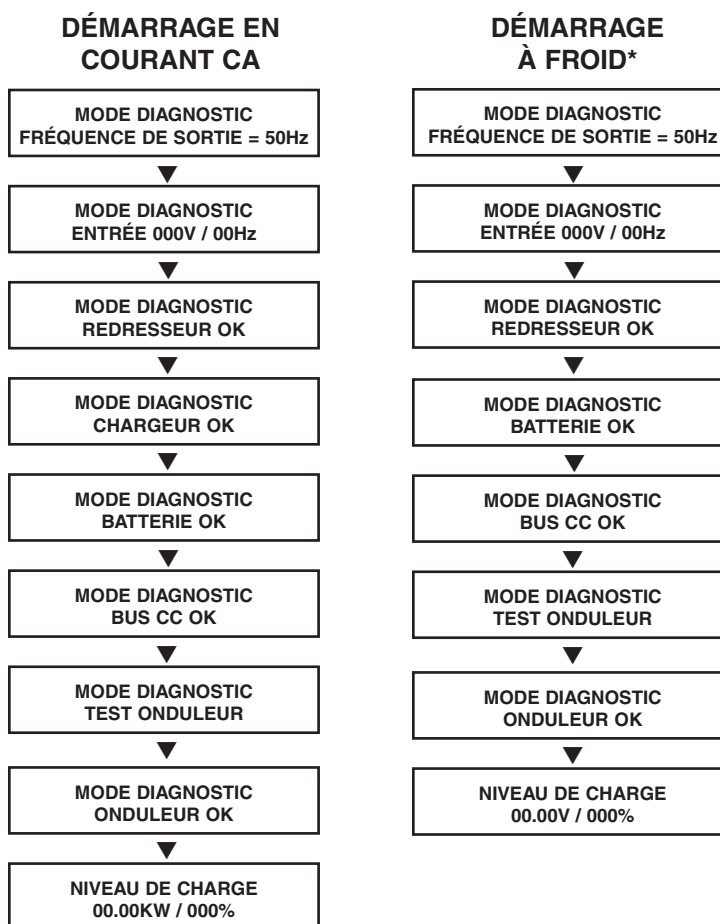 DÉMARRAGE EN
COURANT CA
MODE DIAGNOSTIC
FRÉQUENCE DE SORTIE = 50Hz
MODE DIAGNOSTIC
ENTRÉE 000V / 00Hz
MODE DIAGNOSTIC
REDRESSEUR OK
MODE DIAGNOSTIC
CHARGEUR OK
MODE DIAGNOSTIC
BATTERIE OK
MODE DIAGNOSTIC
BUS CC OK
MODE DIAGNOSTIC
TEST ONDULEUR
MODE DIAGNOSTIC
ONDULEUR OK
NIVEAU DE CHARGE
00.00KW / 000%
DÉMARRAGE
À FROID*
MODE DIAGNOSTIC
FRÉQUENCE DE SORTIE = 50Hz
MODE DIAGNOSTIC
ENTRÉE 000V / 00Hz
MODE DIAGNOSTIC
REDRESSEUR OK
MODE DIAGNOSTIC
BATTERIE OK
MODE DIAGNOSTIC
BUS CC OK
MODE DIAGNOSTIC
TEST ONDULEUR
MODE DIAGNOSTIC
ONDULEUR OK
NIVEAU DE CHARGE
00.00V / 000%